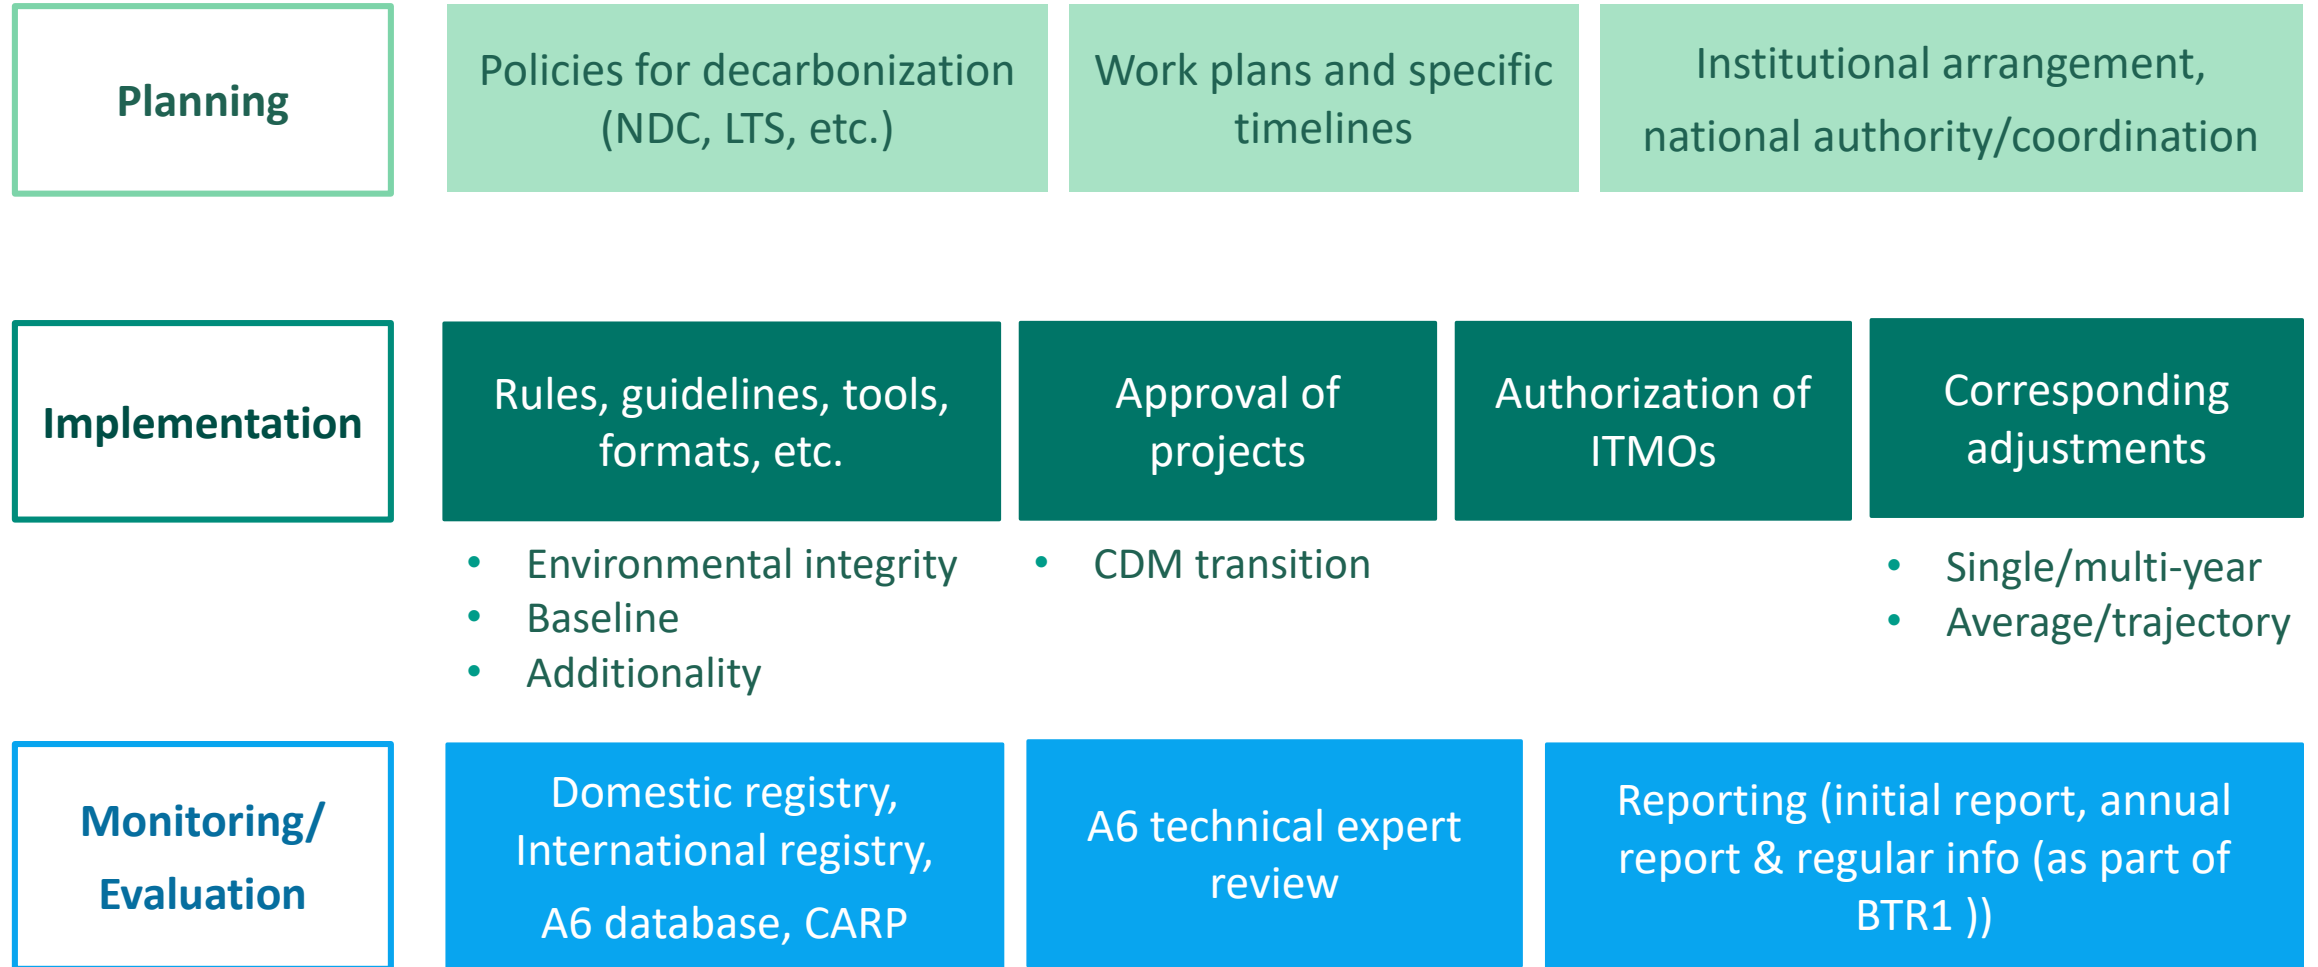 Planning
Policies for decarbonization
(NDC, LTS, etc.)
Work plans and specific
timelines
Institutional arrangement,
national authority/coordination
Implementation
Rules, guidelines, tools,
formats, etc.
Approval of
projects
Authorization of
ITMOs
Corresponding
adjustments
• Environmental integrity
• Baseline
• Additionality
• CDM transition
• Single/multi-year
• Average/trajectory
Monitoring/
Evaluation
Domestic registry,
International registry,
A6 database, CARP
A6 technical expert
review
Reporting (initial report, annual
report & regular info (as part of
BTR1 ))